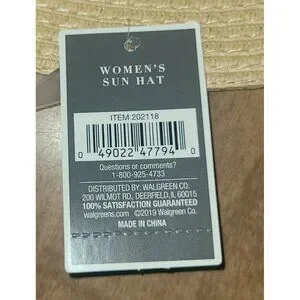 WOMEN'S
SUN HAT
ITEM 202118
0 49022 47794 0
Questions or comments?
1-800-925-4733
DISTRIBUTED BY: WALGREEN CO.
200 WILMOT RD., DEERFIELD, IL 60015
100% SATISFACTION GUARANTEED
walgreens.com ©2019 Walgreen Co.
MADE IN CHINA